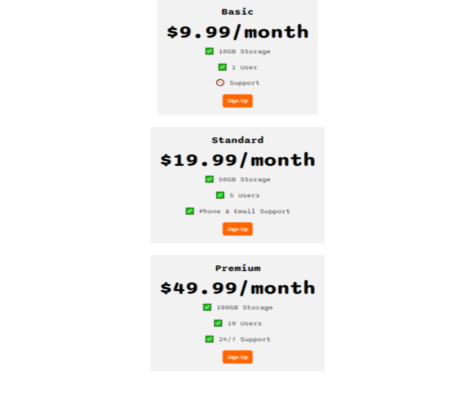 Basic
$9.99/month
✅ 10GB Storage
✅ 1 User
🚫 Support
Sign Up
Standard
$19.99/month
✅ 50GB Storage
✅ 5 Users
✅ Phone & Email Support
Sign Up
Premium
$49.99/month
✅ 100GB Storage
✅ 10 Users
✅ 24/7 Support
Sign Up